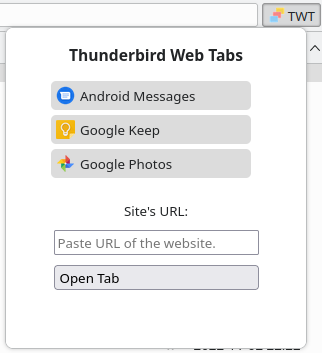 TWT
Thunderbird Web Tabs
Android Messages
Google Keep
Google Photos
Site's URL:
Paste URL of the website.
Open Tab